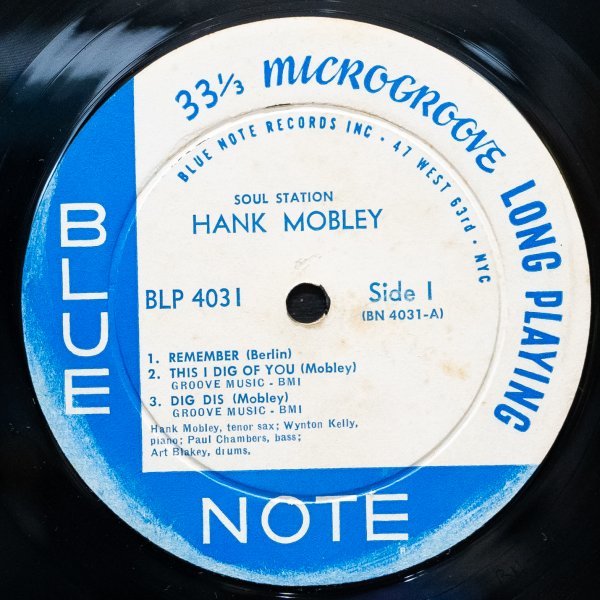 33⅓ MICROGROOVE LONG PLAYING
BLUE NOTE RECORDS INC · 47 WEST 63rd · NYC
SOUL STATION
HANK MOBLEY
BLP 4031
Side 1
(BN 4031-A)
1. REMEMBER (Berlin)
2. THIS I DIG OF YOU (Mobley)
GROOVE MUSIC - BMI
3. DIG DIS (Mobley)
GROOVE MUSIC - BMI
Hank Mobley, tenor sax; Wynton Kelly,
piano; Paul Chambers, bass;
Art Blakey, drums,
BLUE
NOTE